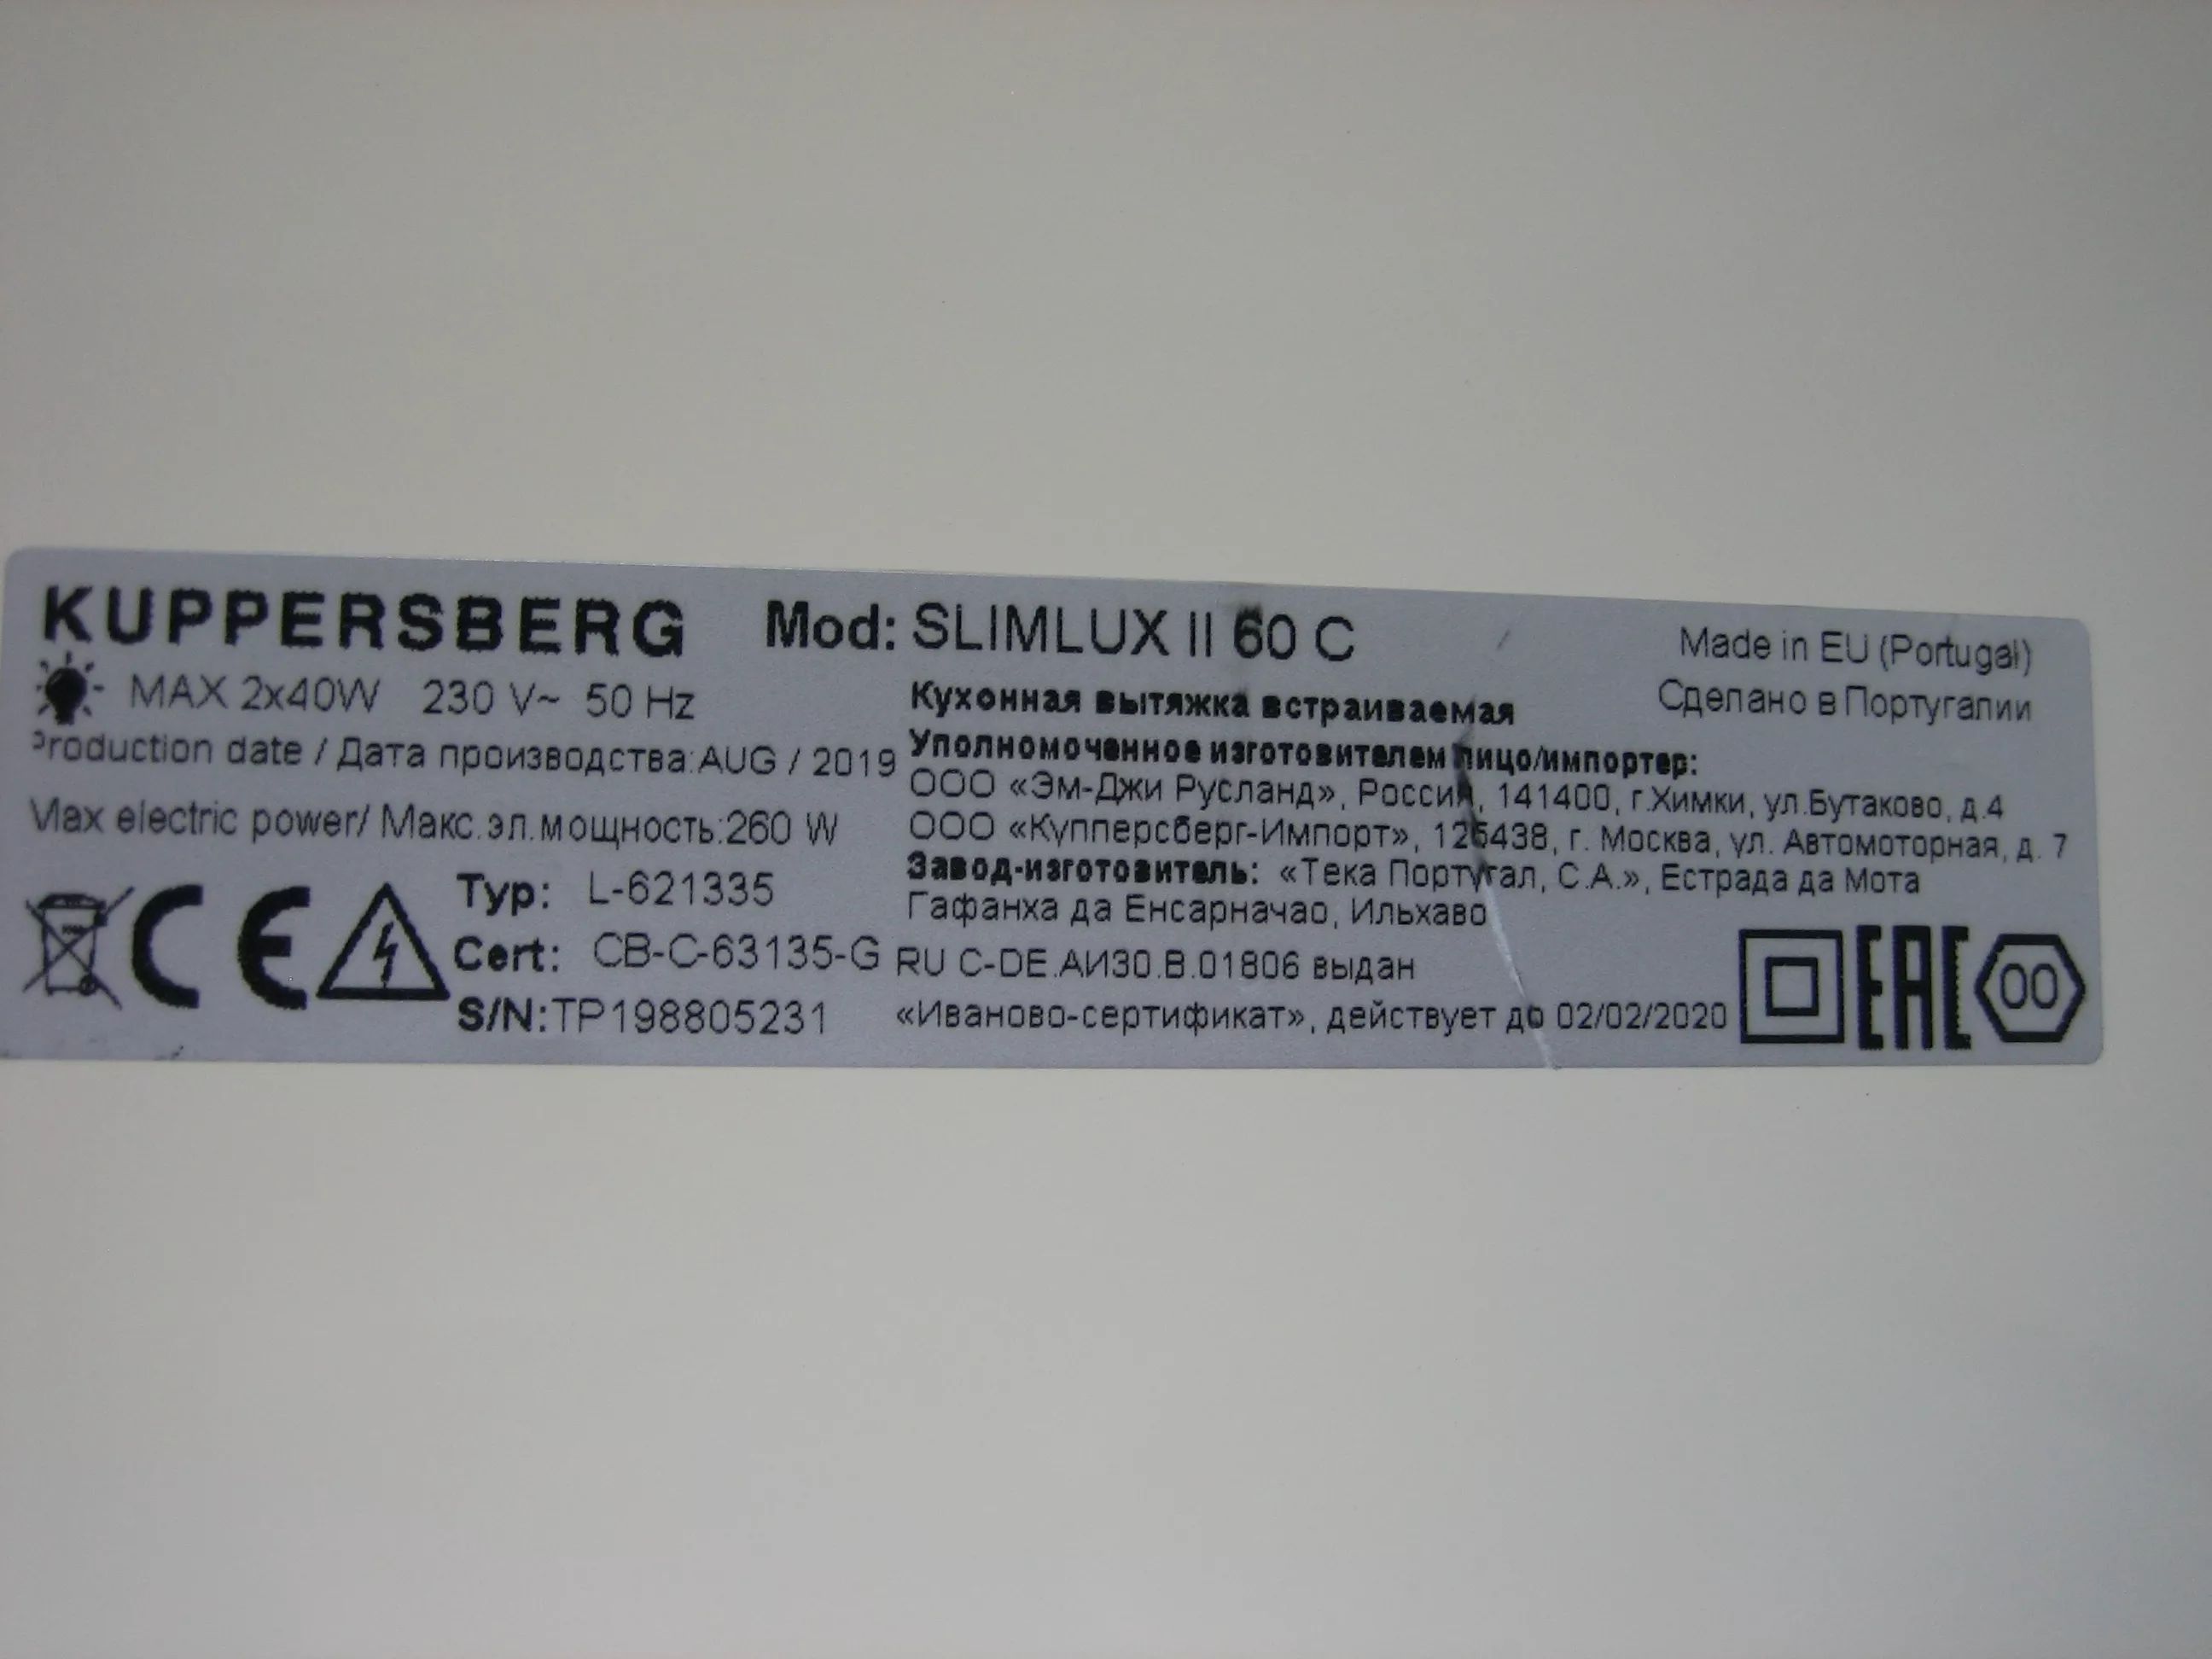 KUPPERSBERG Mod: SLIMLUX II 60 C Made in EU (Portugal)
MAX 2x40W 230 V~ 50 Hz Кухонная вытяжка встраиваемая Сделано в Португалии
Production date / Дата производства:AUG / 2019 Уполномоченное изготовителем лицо/импортер:
ООО «Эм-Джи Русланд», Россия, 141400, г.Химки, ул.Бутаково, д.4
Max electric power/ Макс.эл.мощность:260 W ООО «Купперсберг-Импорт», 125438, г. Москва, ул. Автомоторная, д. 7
Typ: L-621335 Завод-изготовитель: «Тека Португал, С.А.», Естрада да Мота
Гафанха да Енсарначао, Ильхаво
CE Cert: CB-C-63135-G RU C-DE.АИ30.В.01806 выдан
S/N:TP198805231 «Иваново-сертификат», действует до 02/02/2020 EAC 00